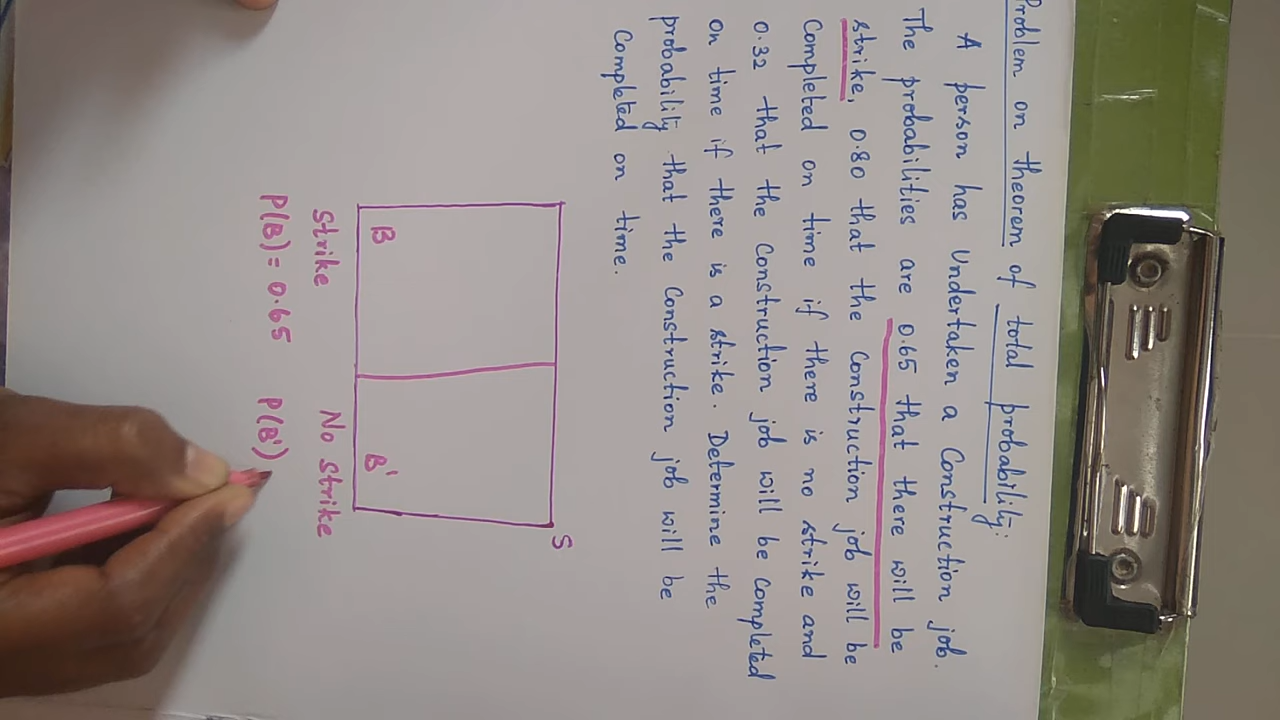 Problem on theorem of total probability:
A person has undertaken a Construction job.
The probabilities are 0.65 that there will be
strike, 0.80 that the Construction job will be
Completed on time if there is no strike and
0.32 that the Construction job will be completed
on time if there is a strike. Determine the
probability that the Construction job will be
Completed on time.
S
B B'
Strike No strike
P(B) = 0.65 P(B')